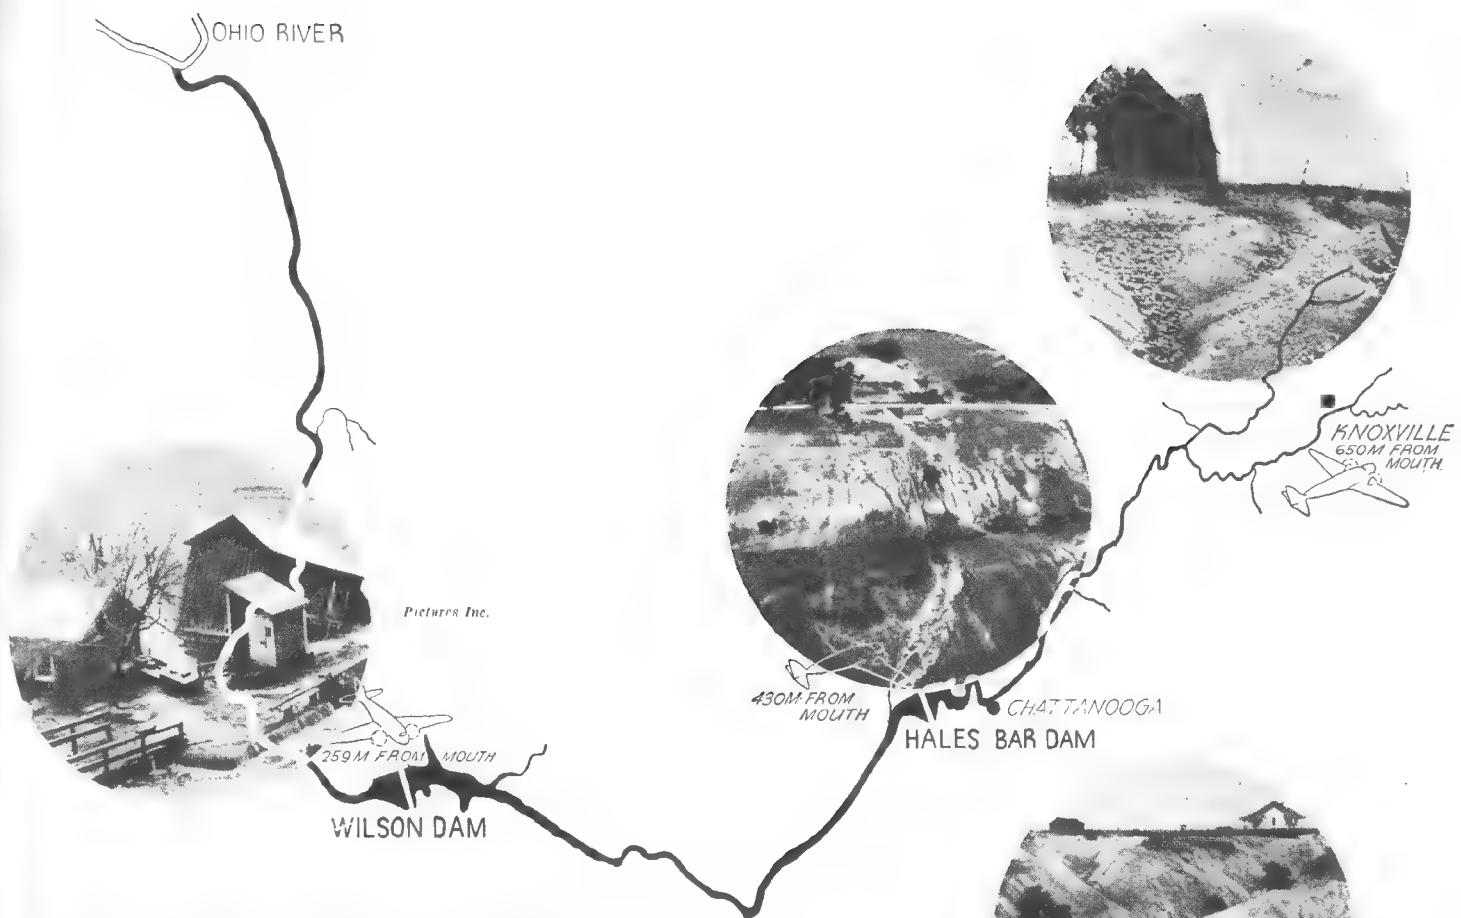 OHIO RIVER
KNOXVILLE
650M FROM
MOUTH
Pictures Inc.
430M FROM
MOUTH
CHATTANOOGA
HALES BAR DAM
259M FROM MOUTH
WILSON DAM